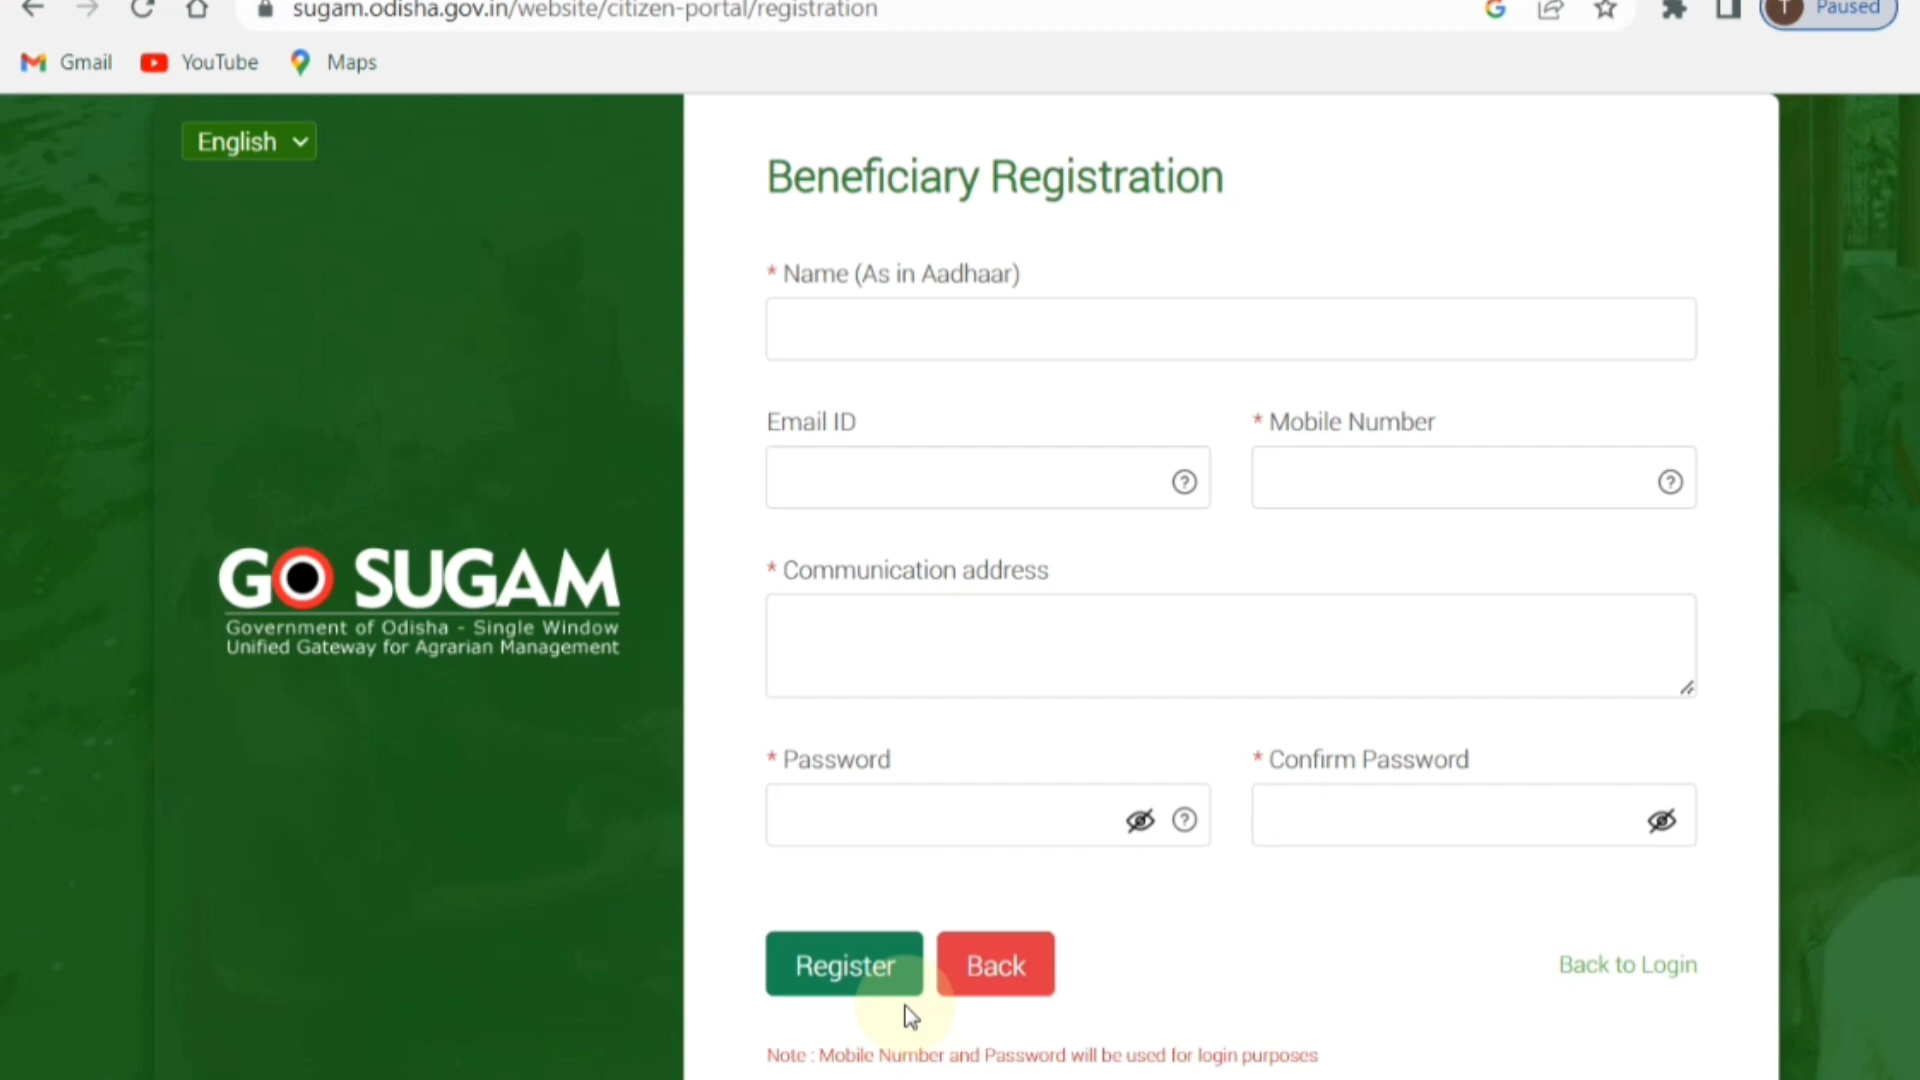 sugam.odisha.gov.in/website/citizen-portal/registration
T Paused
Gmail YouTube Maps
English
Beneficiary Registration
* Name (As in Aadhaar)
Email ID * Mobile Number
* Communication address
GO SUGAM
Government of Odisha - Single Window
Unified Gateway for Agrarian Management
* Password * Confirm Password
Register Back Back to Login
Note : Mobile Number and Password will be used for login purposes